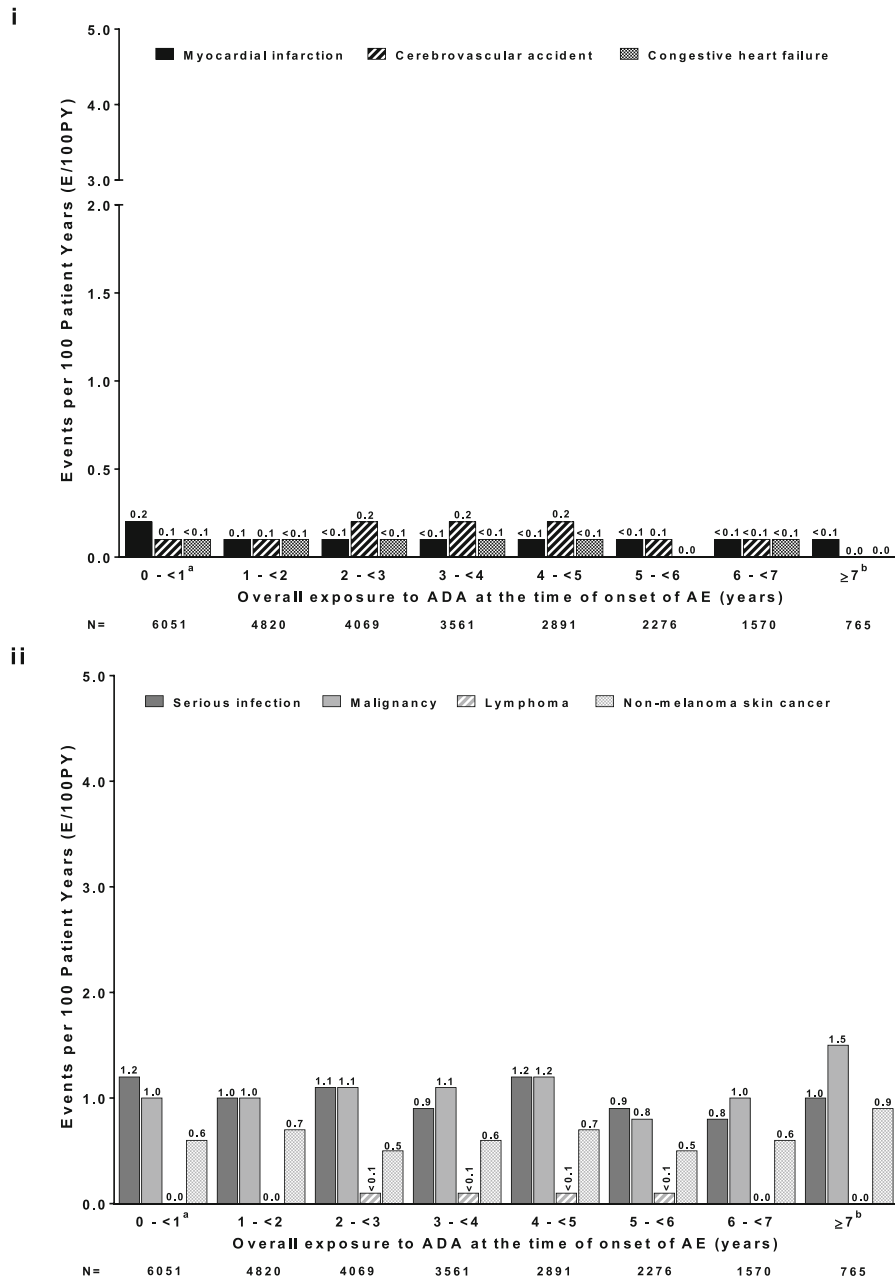 i
Events per 100 Patient Years (E/100PY)
5.0
4.0
3.0
2.0
1.5
1.0
0.5
0.0
Myocardial infarction Cerebrovascular accident Congestive heart failure
0.2 0.1 <0.1 0.1 0.1 <0.1 <0.1 0.2 <0.1 <0.1 0.2 <0.1 <0.1 0.2 <0.1 <0.1 0.1 0.0 <0.1 <0.1 <0.1 <0.1 0.0 0.0
0 - <1a 1 - <2 2 - <3 3 - <4 4 - <5 5 - <6 6 - <7 ≥7b
Overall exposure to ADA at the time of onset of AE (years)
N= 6051 4820 4069 3561 2891 2276 1570 765
ii
Events per 100 Patient Years (E/100PY)
5.0
4.0
3.0
2.0
1.0
0.0
Serious infection Malignancy Lymphoma Non-melanoma skin cancer
1.2 1.0 0.0 0.6 1.0 1.0 0.0 0.7 1.1 1.1 <0.1 0.5 0.9 1.1 <0.1 0.6 1.2 1.2 <0.1 0.7 0.9 0.8 <0.1 0.5 0.8 1.0 0.0 0.6 1.0 1.5 0.0 0.9
0 - <1a 1 - <2 2 - <3 3 - <4 4 - <5 5 - <6 6 - <7 ≥7b
Overall exposure to ADA at the time of onset of AE (years)
N= 6051 4820 4069 3561 2891 2276 1570 765